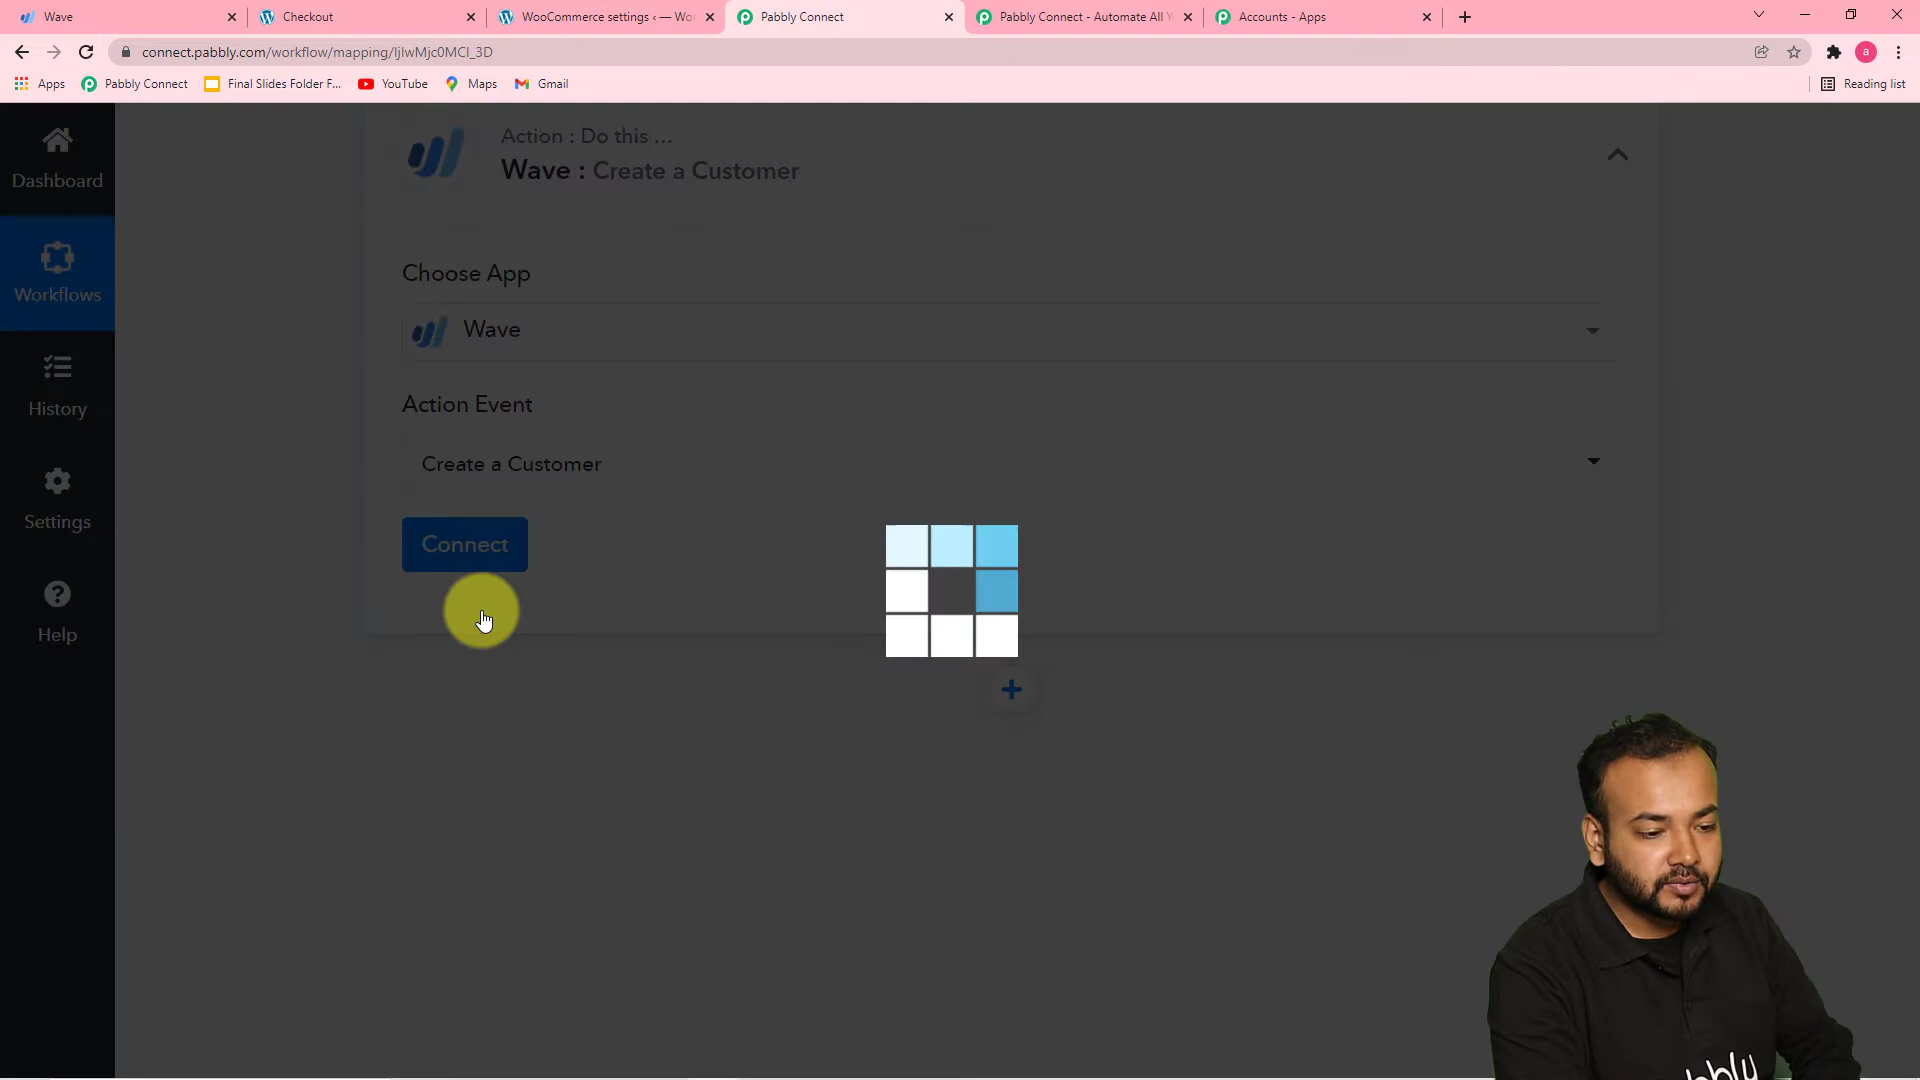 Wave
Checkout
WooCommerce settings ‹ — Wo
Pabbly Connect
Pabbly Connect - Automate All Y
Accounts - Apps
connect.pabbly.com/workflow/mapping/IjIwMjc0MCI_3D
a
Apps
Pabbly Connect
Final Slides Folder F...
YouTube
Maps
Gmail
Reading list
Dashboard
Workflows
History
Settings
Help
Action : Do this ...
Wave : Create a Customer
Choose App
Wave
Action Event
Create a Customer
Connect